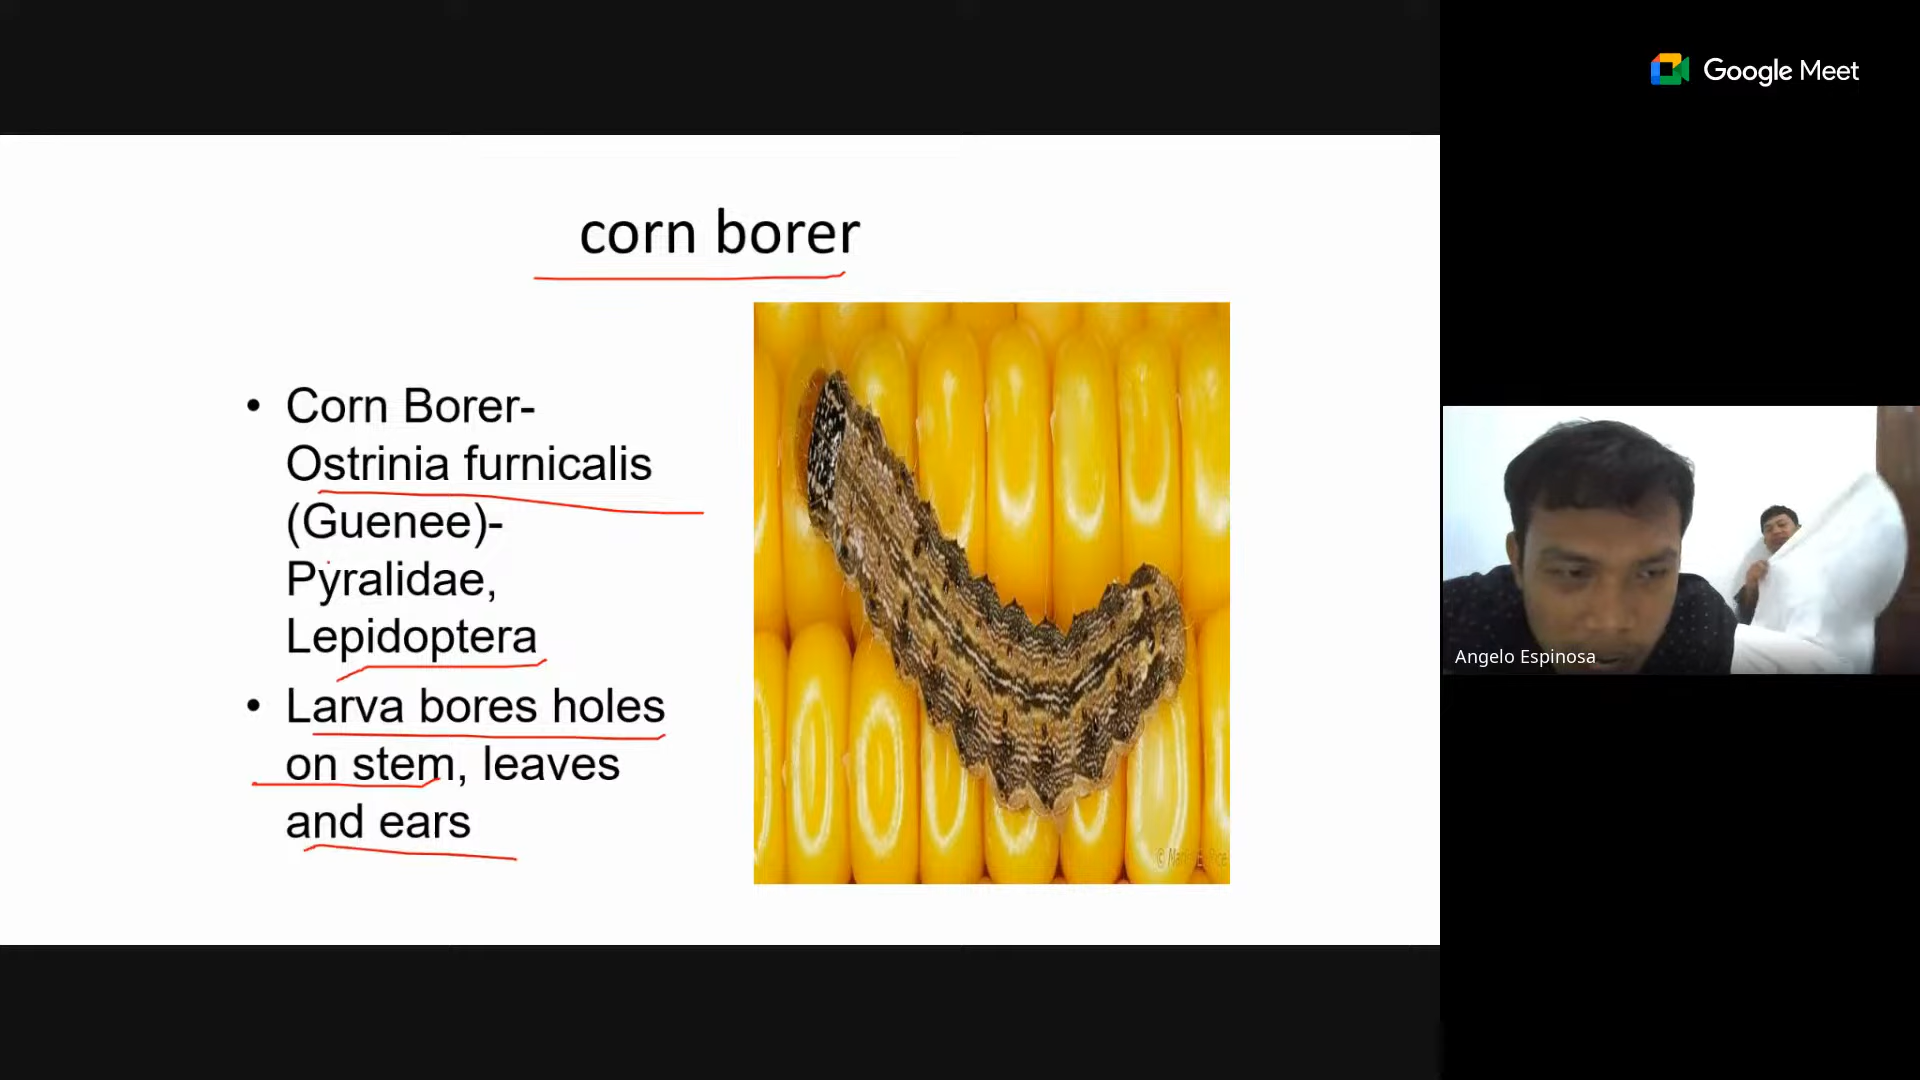 Google Meet
corn borer
• Corn Borer-
Ostrinia furnicalis
(Guenee)-
Pyralidae,
Lepidoptera
• Larva bores holes
on stem, leaves
and ears
Angelo Espinosa